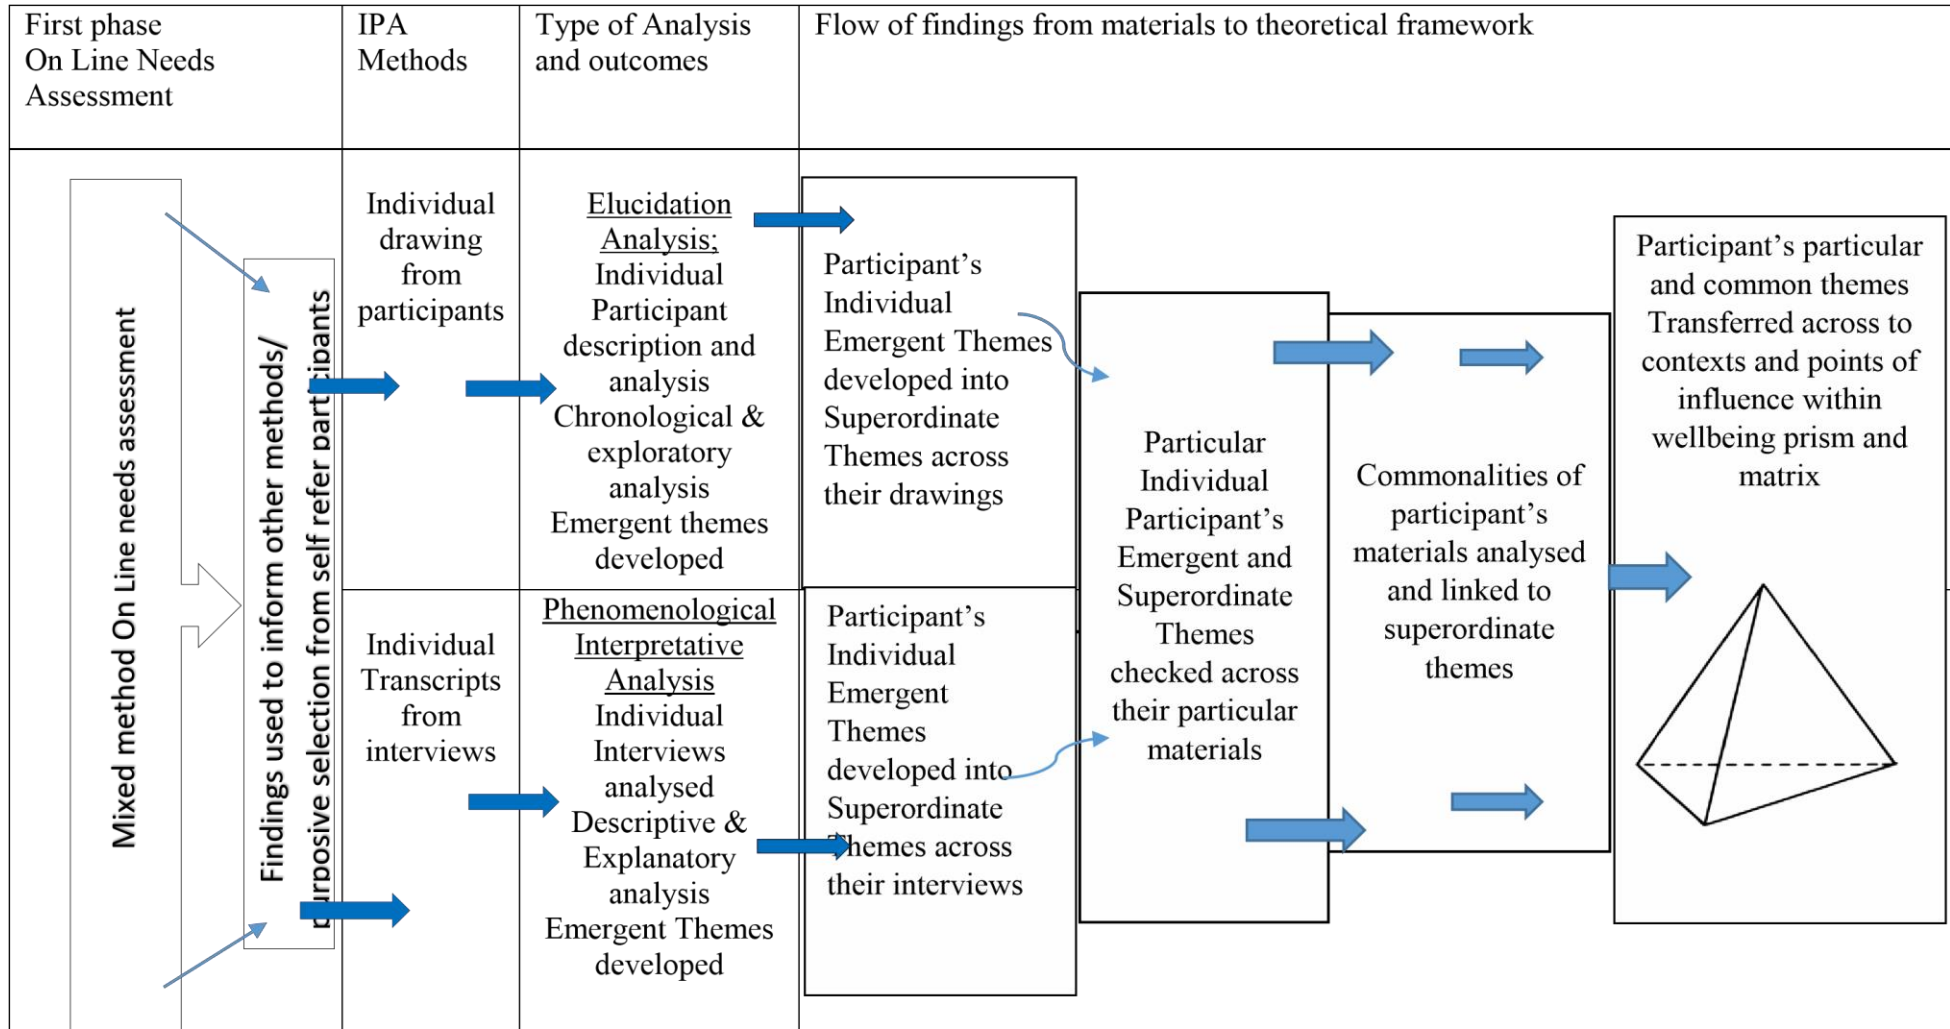 First phase
On Line Needs
Assessment
IPA
Methods
Type of Analysis
and outcomes
Flow of findings from materials to theoretical framework
Mixed method On Line needs assessment
Findings used to inform other methods/
purposive selection from self refer participants
Individual
drawing
from
participants
Elucidation
Analysis;
Individual
Participant
description and
analysis
Chronological &
exploratory
analysis
Emergent themes
developed
Participant’s
Individual
Emergent Themes
developed into
Superordinate
Themes across
their drawings
Individual
Transcripts
from
interviews
Phenomenological
Interpretative
Analysis
Individual
Interviews
analysed
Descriptive &
Explanatory
analysis
Emergent Themes
developed
Participant’s
Individual
Emergent
Themes
developed into
Superordinate
Themes across
their interviews
Particular
Individual
Participant’s
Emergent and
Superordinate
Themes
checked across
their particular
materials
Commonalities of
participant’s
materials analysed
and linked to
superordinate
themes
Participant’s particular
and common themes
Transferred across to
contexts and points of
influence within
wellbeing prism and
matrix